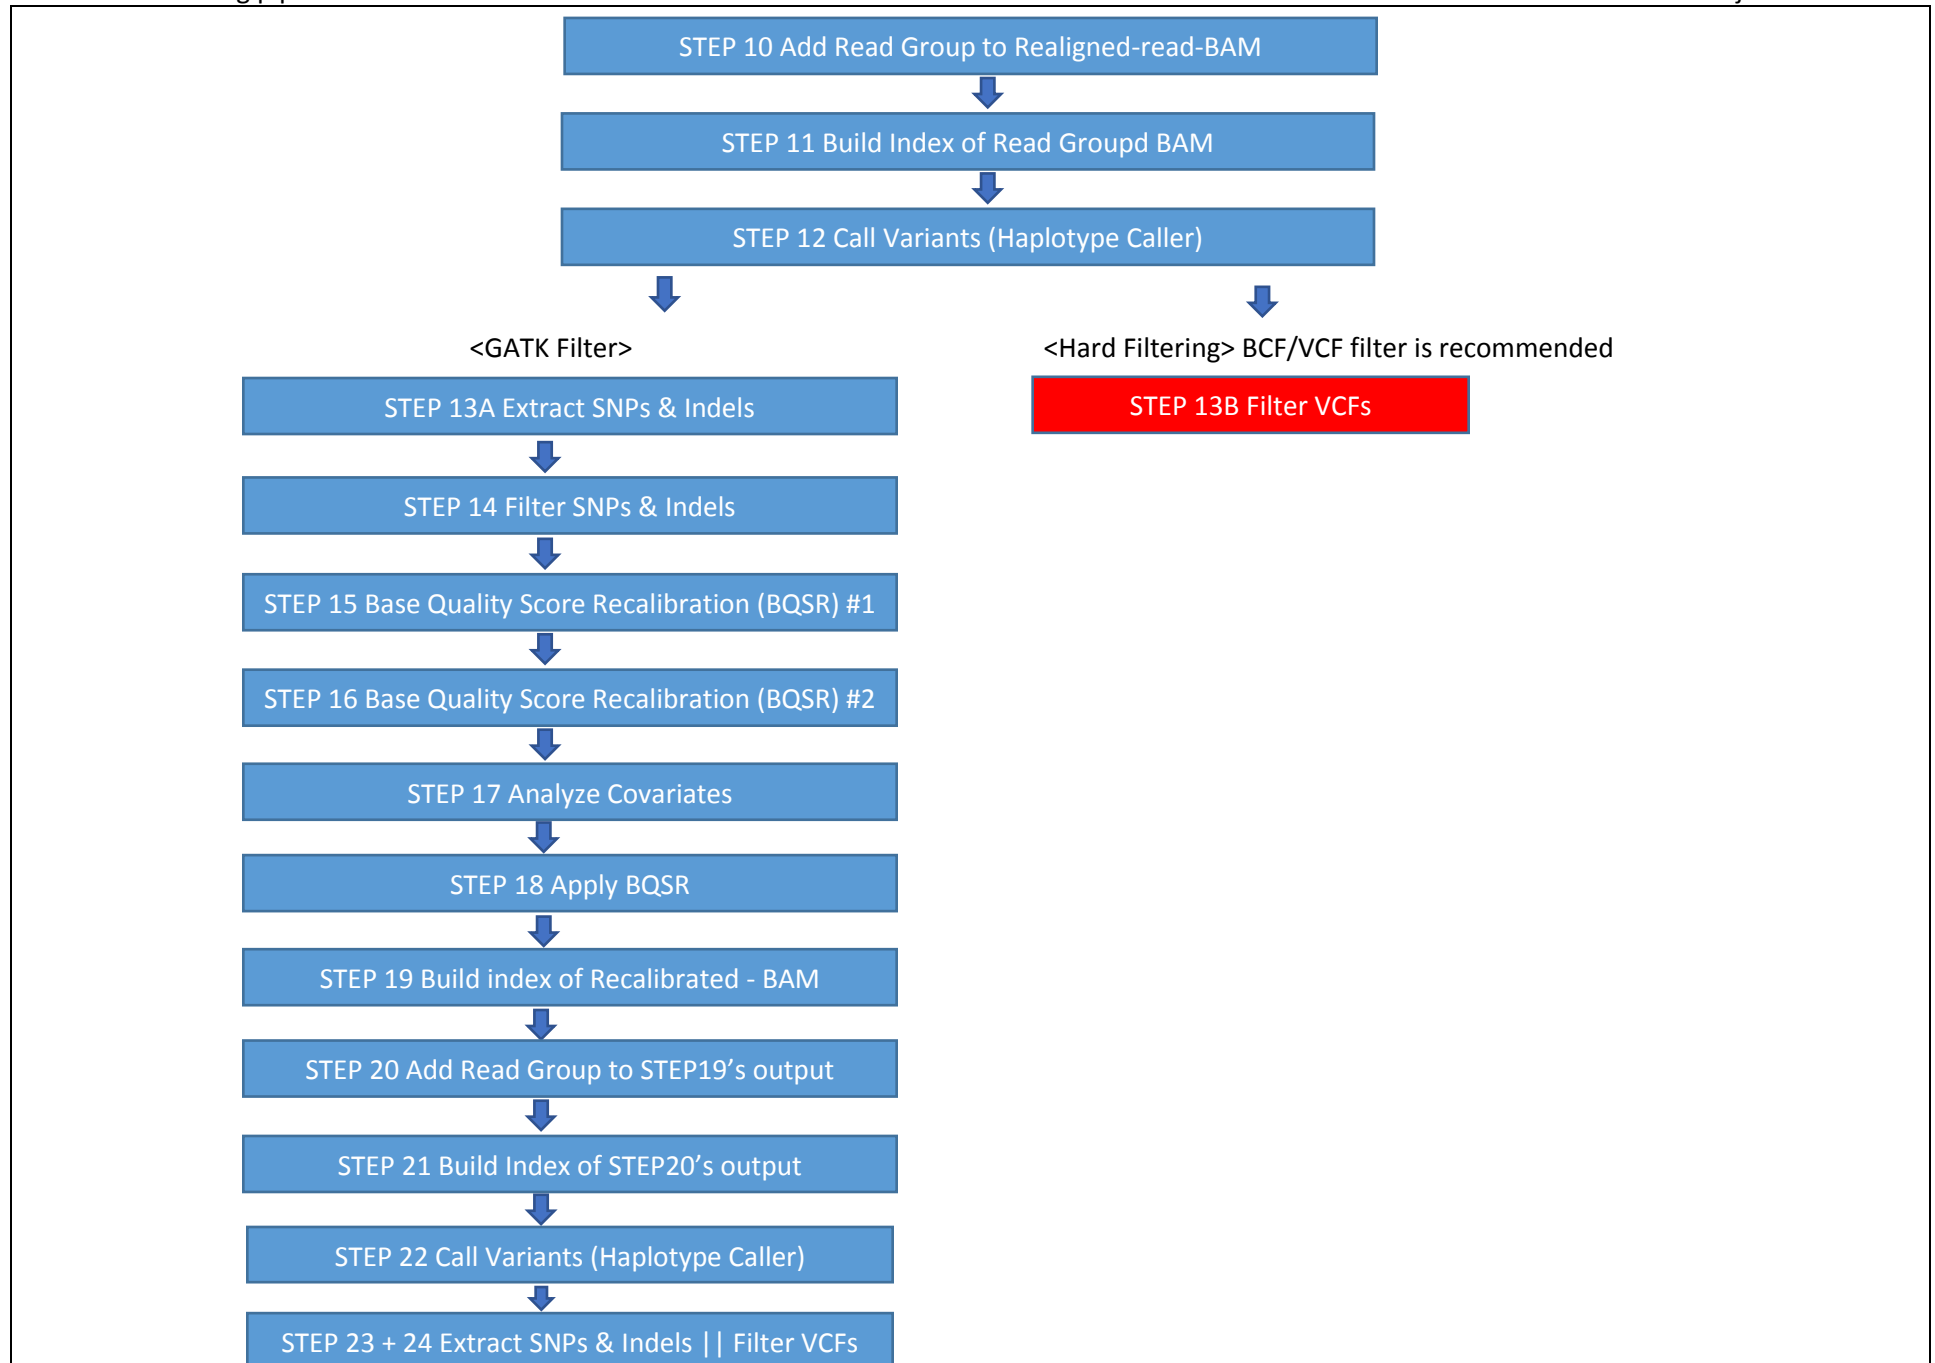 STEP 10 Add Read Group to Realigned-read-BAM
STEP 11 Build Index of Read Groupd BAM
STEP 12 Call Variants (Haplotype Caller)
<GATK Filter>
<Hard Filtering> BCF/VCF filter is recommended
STEP 13A Extract SNPs & Indels
STEP 13B Filter VCFs
STEP 14 Filter SNPs & Indels
STEP 15 Base Quality Score Recalibration (BQSR) #1
STEP 16 Base Quality Score Recalibration (BQSR) #2
STEP 17 Analyze Covariates
STEP 18 Apply BQSR
STEP 19 Build index of Recalibrated - BAM
STEP 20 Add Read Group to STEP19’s output
STEP 21 Build Index of STEP20’s output
STEP 22 Call Variants (Haplotype Caller)
STEP 23 + 24 Extract SNPs & Indels || Filter VCFs